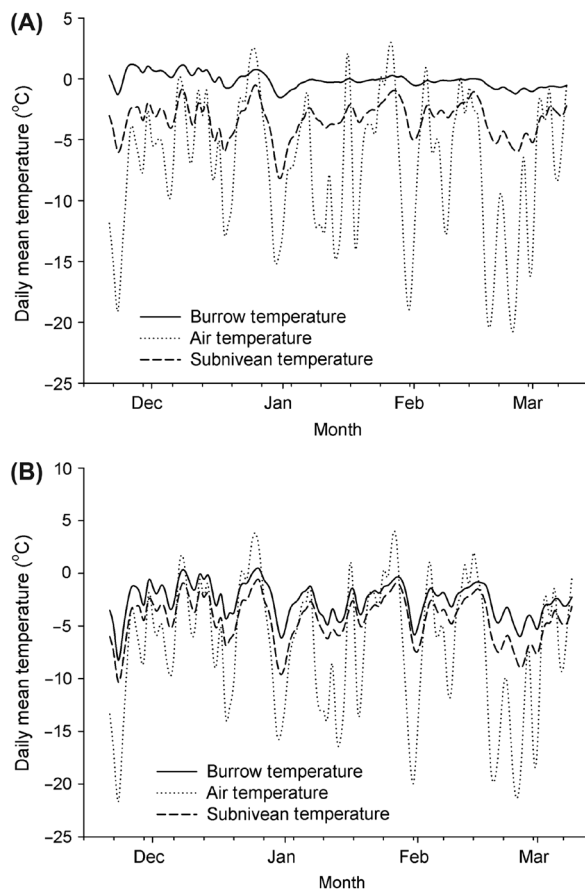 (A)
5
0
−5
−10
−15
−20
−25
Daily mean temperature (°C)
Burrow temperature
Air temperature
Subnivean temperature
Dec Jan Feb Mar
Month
(B)
10
5
0
−5
−10
−15
−20
−25
Daily mean temperature (°C)
Burrow temperature
Air temperature
Subnivean temperature
Dec Jan Feb Mar
Month